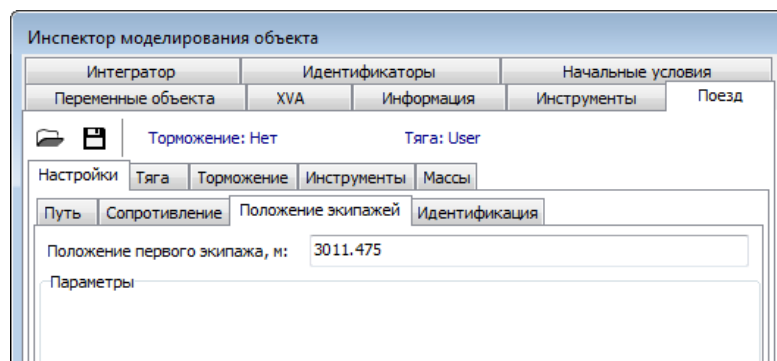 Инспектор моделирования объекта
Интегратор Идентификаторы Начальные условия
Переменные объекта XVA Информация Инструменты Поезд
Торможение: Нет Тяга: User
Настройки Тяга Торможение Инструменты Массы
Путь Сопротивление Положение экипажей Идентификация
Положение первого экипажа, м: 3011.475
Параметры